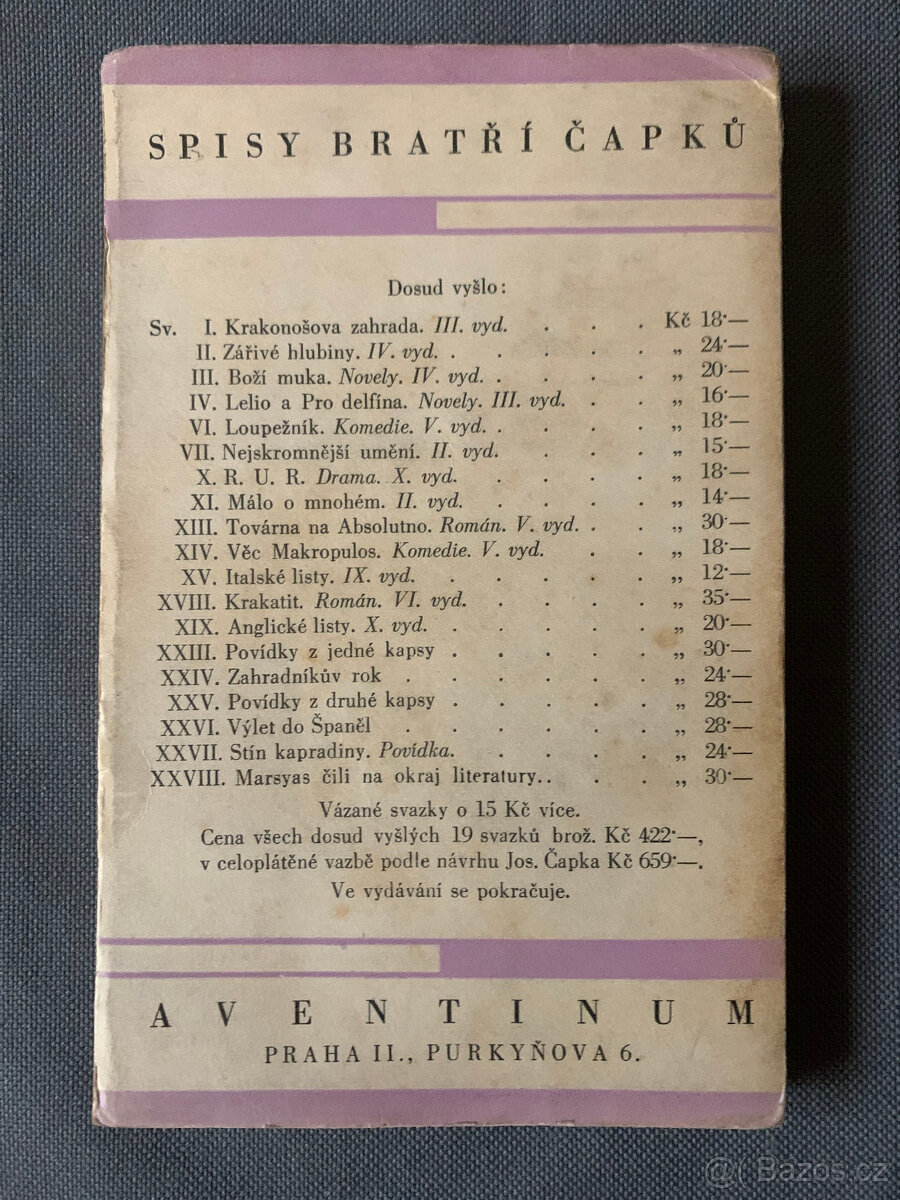 SPISY BRATŘÍ ČAPKŮ
Dosud vyšlo:
Sv. I. Krakonošova zahrada. III. vyd. . . . Kč 18·—
II. Zářivé hlubiny. IV. vyd. . . . . . „ 24·—
III. Boží muka. Novely. IV. vyd. . . . . „ 20·—
IV. Lelio a Pro delfína. Novely. III. vyd. . . „ 16·—
VI. Loupežník. Komedie. V. vyd. . . . . „ 18·—
VII. Nejskromnější umění. II. vyd. . . . . „ 15·—
X. R. U. R. Drama. X. vyd. . . . . „ 18·—
XI. Málo o mnohém. II. vyd. . . . . „ 14·—
XIII. Továrna na Absolutno. Román. V. vyd. . . „ 30·—
XIV. Věc Makropulos. Komedie. V. vyd. . . „ 18·—
XV. Italské listy. IX. vyd. . . . . . „ 12·—
XVIII. Krakatit. Román. VI. vyd. . . . . „ 35·—
XIX. Anglické listy. X. vyd. . . . . . „ 20·—
XXIII. Povídky z jedné kapsy . . . . . „ 30·—
XXIV. Zahradníkův rok . . . . . . „ 24·—
XXV. Povídky z druhé kapsy . . . . . „ 28·—
XXVI. Výlet do Španěl . . . . . . „ 28·—
XXVII. Stín kapradiny. Povídka. . . . . „ 24·—
XXVIII. Marsyas čili na okraj literatury. . . . „ 30·—
Vázané svazky o 15 Kč více.
Cena všech dosud vyšlých 19 svazků brož. Kč 422·—,
v celoplátěné vazbě podle návrhu Jos. Čapka Kč 659·—.
Ve vydávání se pokračuje.
AVENTINUM
PRAHA II., PURKYŇOVA 6.
@( Bazos.cz